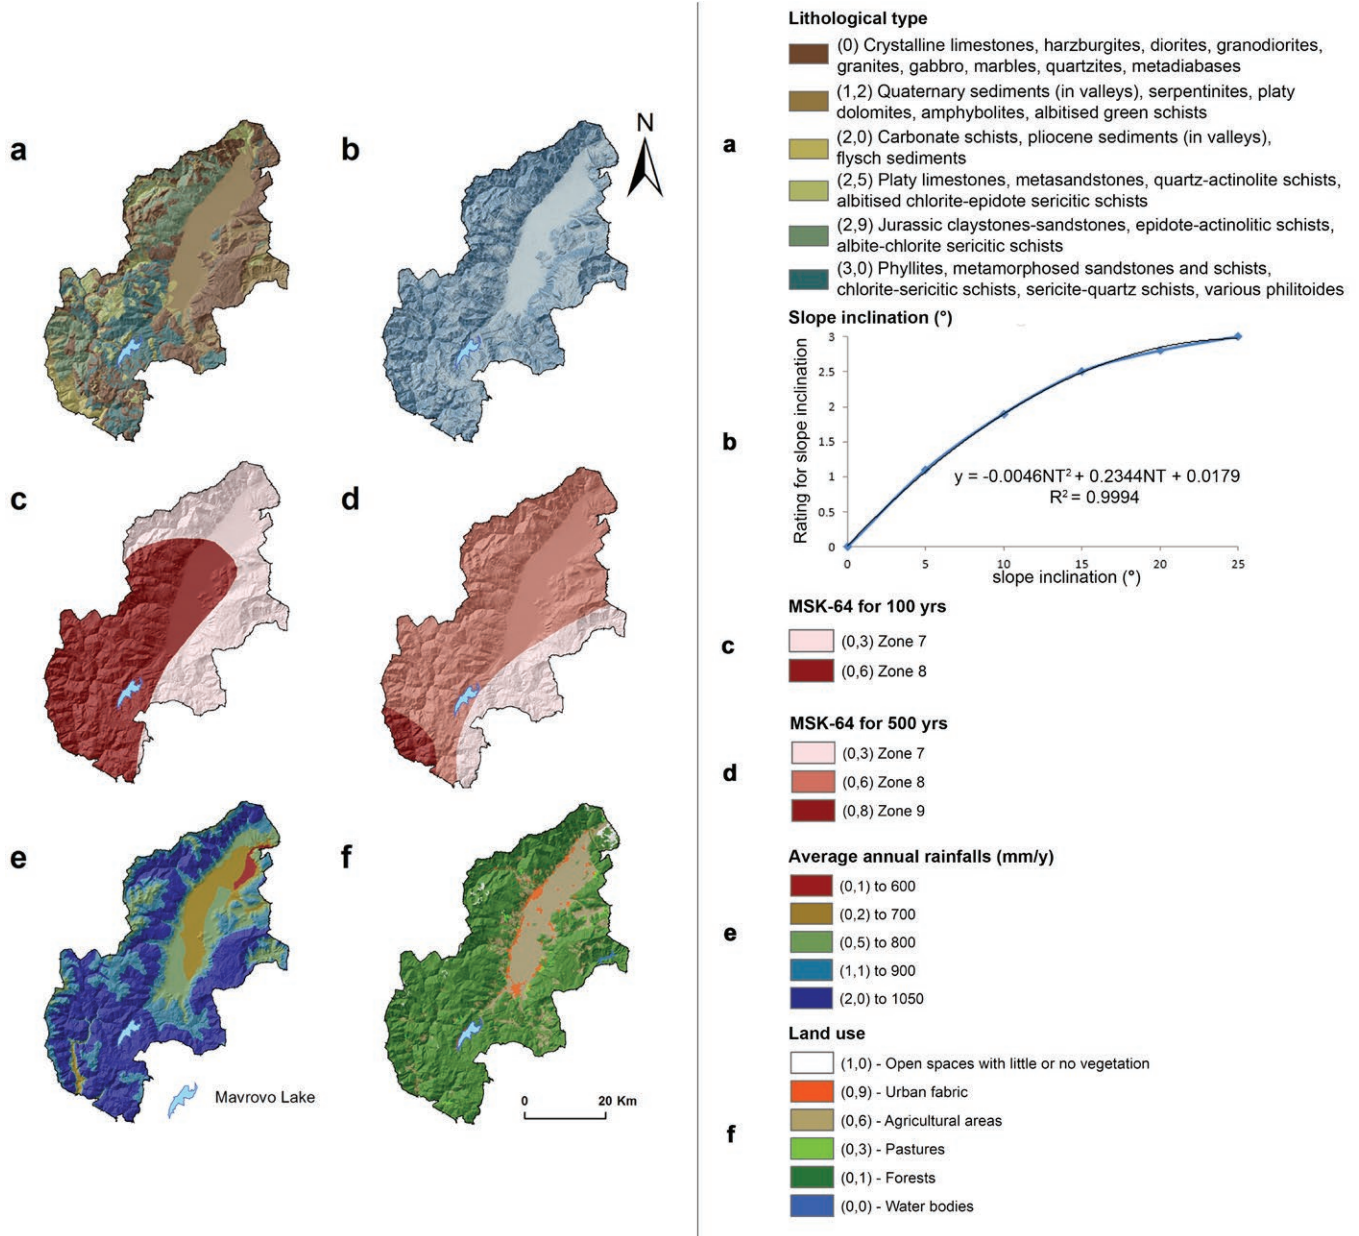 a
b
N
c
d
e
f
Mavrovo Lake
0 20 Km
Lithological type
a
(0) Crystalline limestones, harzburgites, diorites, granodiorites,
granites, gabbro, marbles, quartzites, metadiabases
(1,2) Quaternary sediments (in valleys), serpentinites, platy
dolomites, amphybolites, albitised green schists
(2,0) Carbonate schists, pliocene sediments (in valleys),
flysch sediments
(2,5) Platy limestones, metasandstones, quartz-actinolite schists,
albitised chlorite-epidote sericitic schists
(2,9) Jurassic claystones-sandstones, epidote-actinolitic schists,
albite-chlorite sericitic schists
(3,0) Phyllites, metamorphosed sandstones and schists,
chlorite-sericitic schists, sericite-quartz schists, various philitoides
Slope inclination (°)
b
Rating for slope inclination
3
2.5
2
1.5
1
0.5
0
y = -0.0046NT² + 0.2344NT + 0.0179
R² = 0.9994
0 5 10 15 20 25
slope inclination (°)
MSK-64 for 100 yrs
c
(0,3) Zone 7
(0,6) Zone 8
MSK-64 for 500 yrs
d
(0,3) Zone 7
(0,6) Zone 8
(0,8) Zone 9
Average annual rainfalls (mm/y)
e
(0,1) to 600
(0,2) to 700
(0,5) to 800
(1,1) to 900
(2,0) to 1050
Land use
f
(1,0) - Open spaces with little or no vegetation
(0,9) - Urban fabric
(0,6) - Agricultural areas
(0,3) - Pastures
(0,1) - Forests
(0,0) - Water bodies